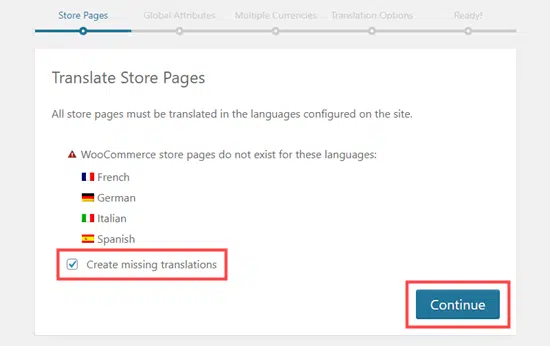 Store Pages Global Attributes Multiple Currencies Translation Options Ready!
Translate Store Pages
All store pages must be translated in the languages configured on the site.
WooCommerce store pages do not exist for these languages:
French
German
Italian
Spanish
Create missing translations
Continue